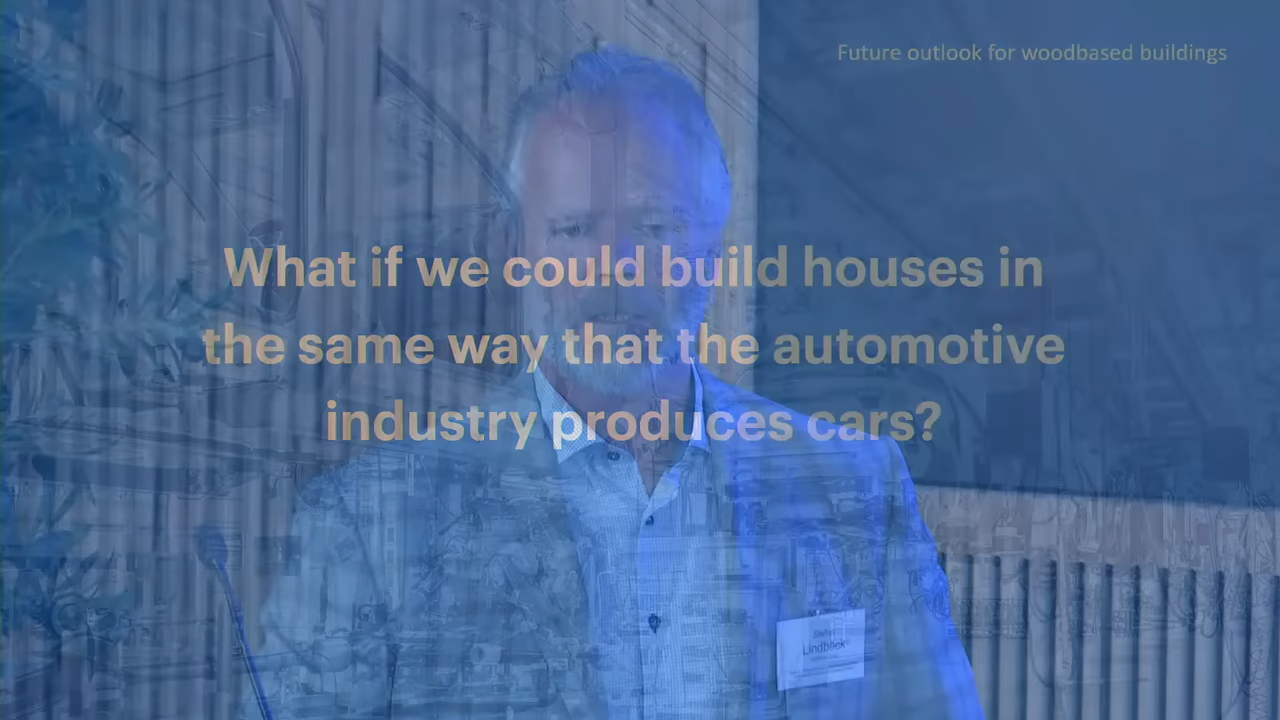 Future outlook for woodbased buildings
What if we could build houses in
the same way that the automotive
industry produces cars?
Lindbäck